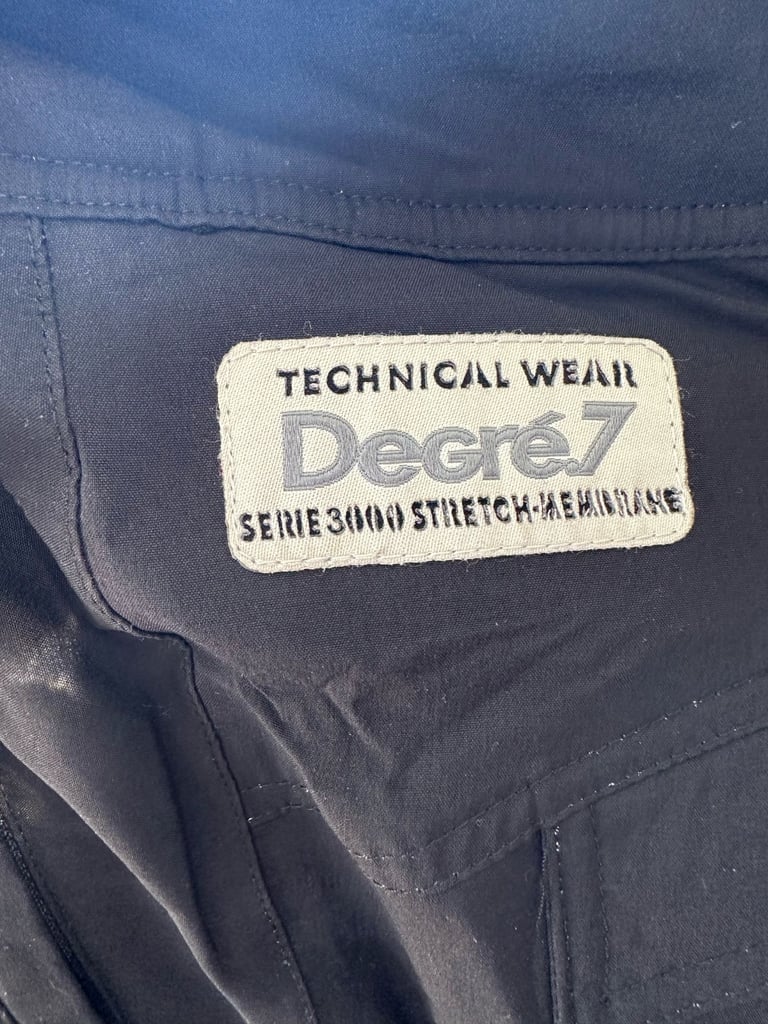 TECHNICAL WEAR
Degré.7
SERIE 3000 STRETCH-MEMBRANE